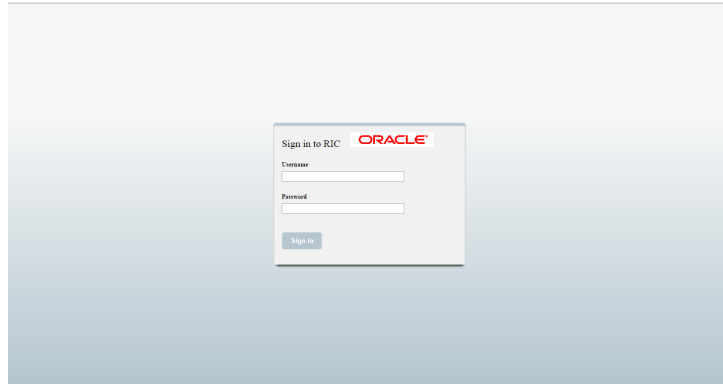 Sign in to RIC ORACLE
Username
Password
Sign in